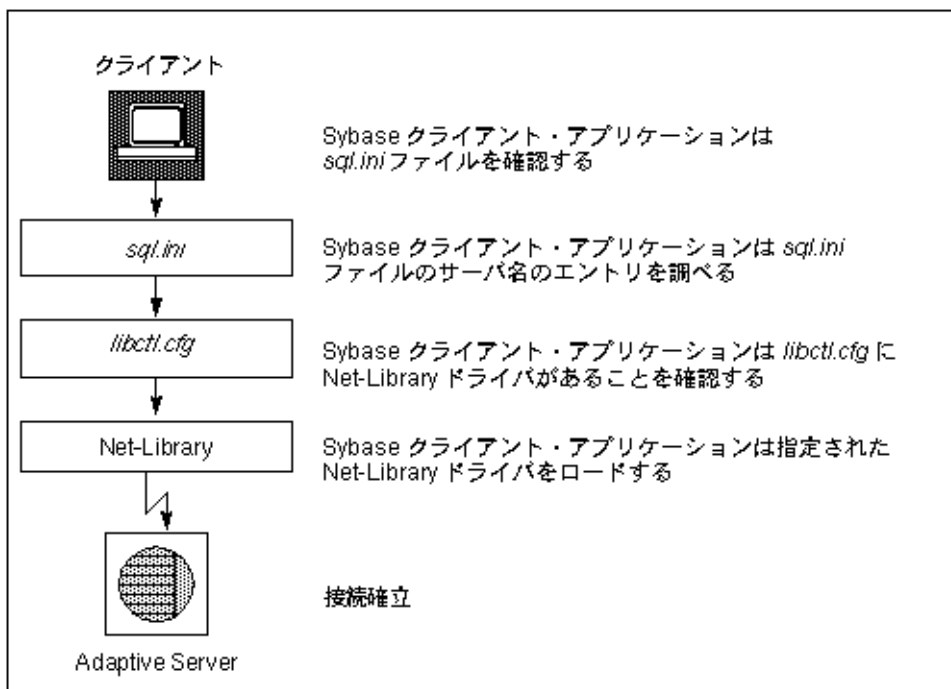 クライアント
Sybase クライアント・アプリケーションは
sql.ini ファイルを確認する
sql.ini
Sybase クライアント・アプリケーションは sql.ini
ファイルのサーバ名のエントリを調べる
libctl.cfg
Sybase クライアント・アプリケーションは libctl.cfg に
Net-Library ドライバがあることを確認する
Net-Library
Sybase クライアント・アプリケーションは指定された
Net-Library ドライバをロードする
接続確立
Adaptive Server